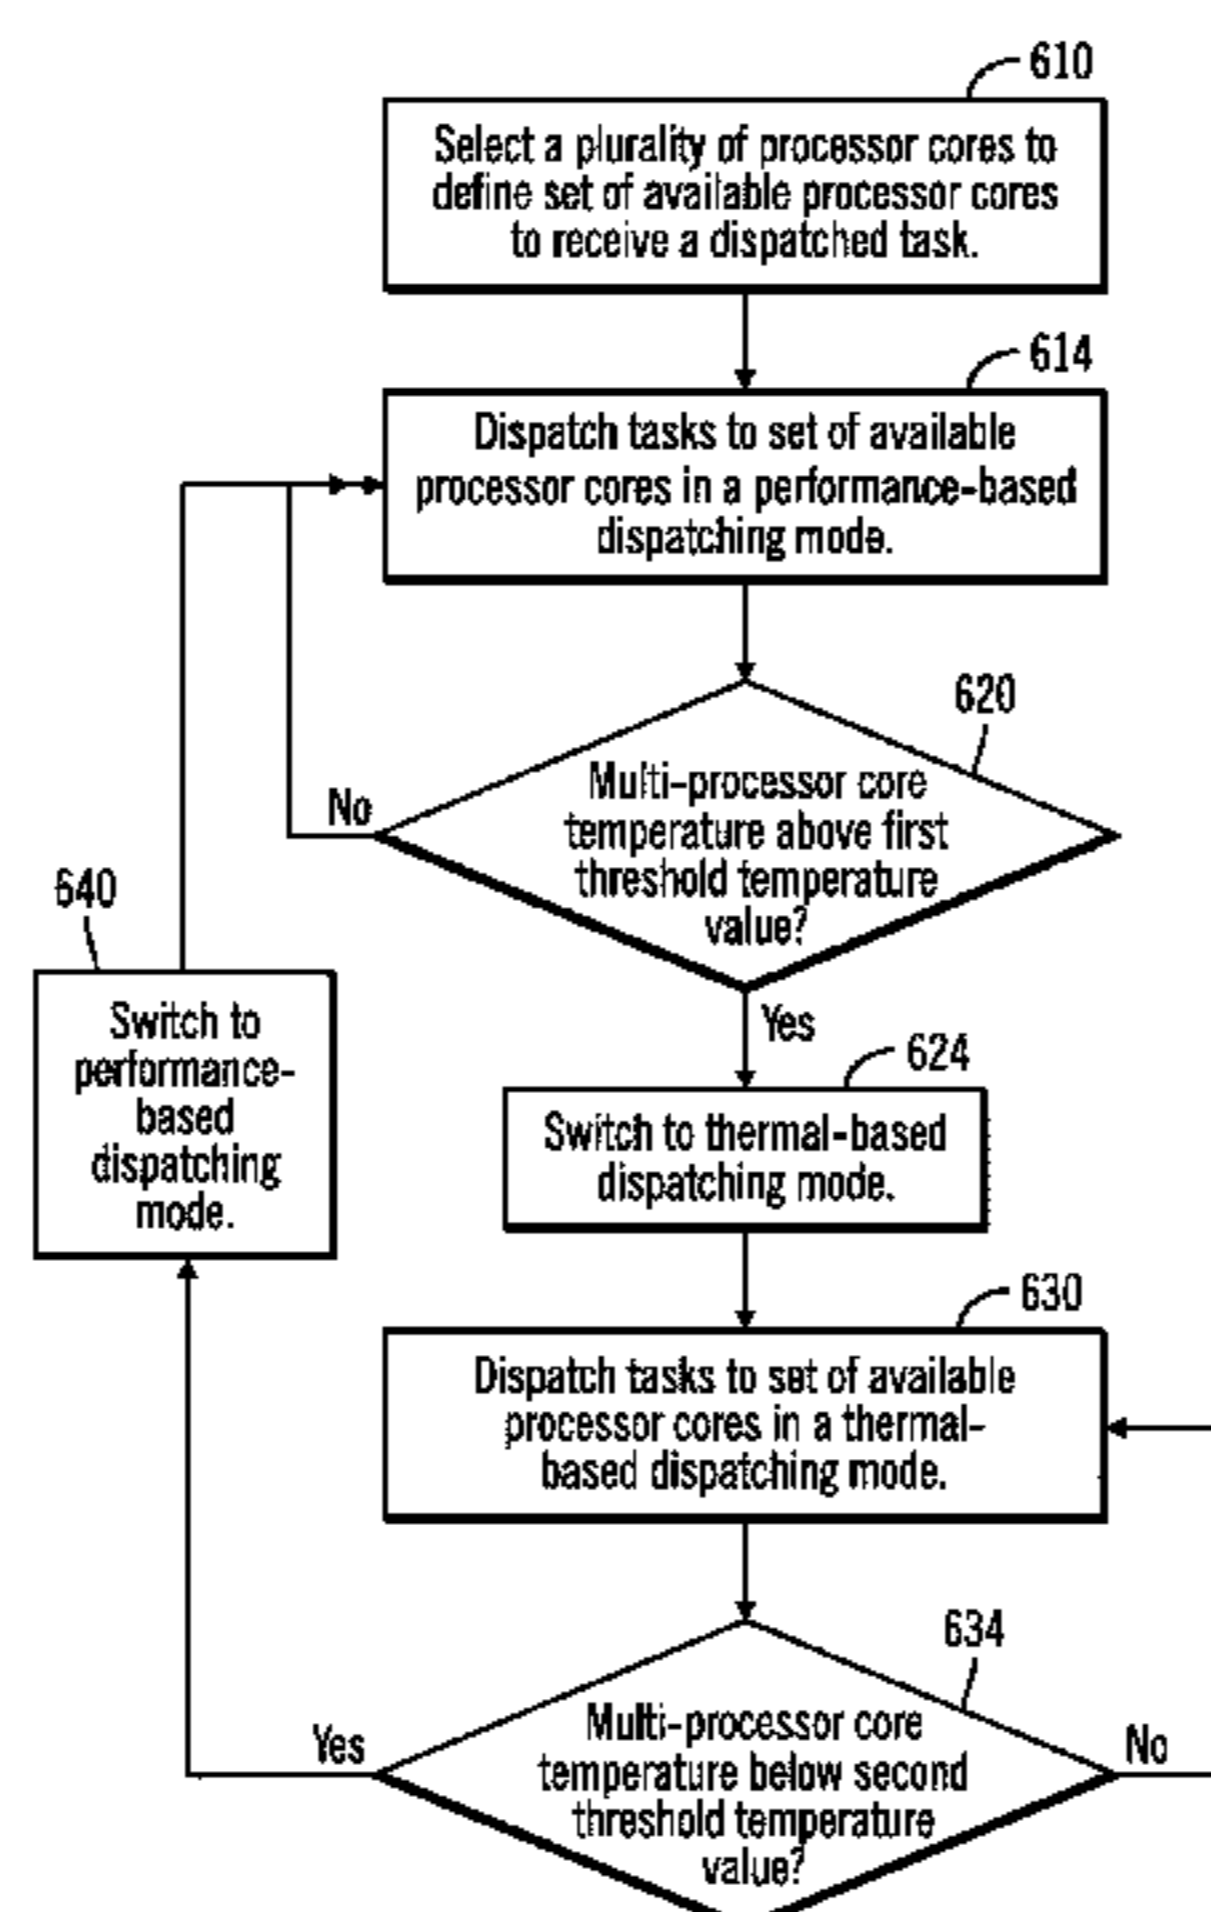 610
Select a plurality of processor cores to
define set of available processor cores
to receive a dispatched task.
614
Dispatch tasks to set of available
processor cores in a performance-based
dispatching mode.
620
Multi-processor core
temperature above first
threshold temperature
value?
No
Yes
640
Switch to
performance-
based
dispatching
mode.
624
Switch to thermal-based
dispatching mode.
630
Dispatch tasks to set of available
processor cores in a thermal-
based dispatching mode.
634
Multi-processor core
temperature below second
threshold temperature
value?
Yes
No